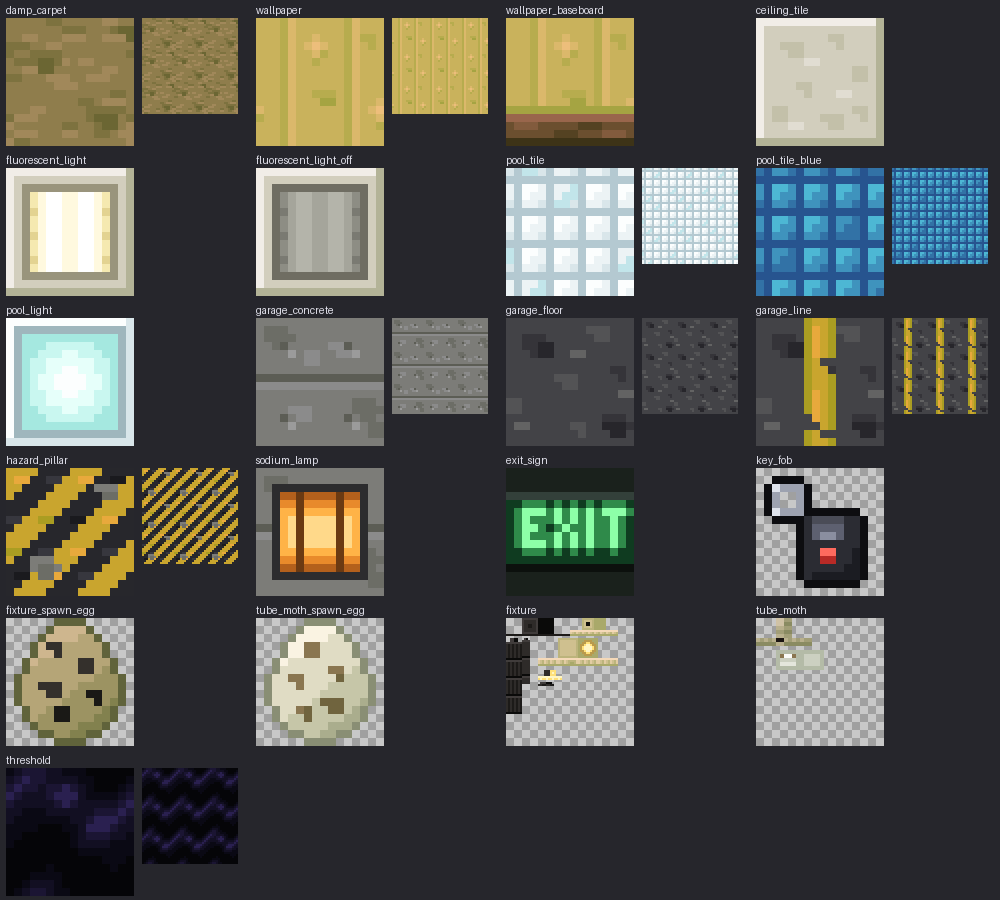 damp_carpet wallpaper wallpaper_baseboard ceiling_tile
fluorescent_light fluorescent_light_off pool_tile pool_tile_blue
pool_light garage_concrete garage_floor garage_line
hazard_pillar sodium_lamp exit_sign key_fob
EXIT
fixture_spawn_egg tube_moth_spawn_egg fixture tube_moth
threshold